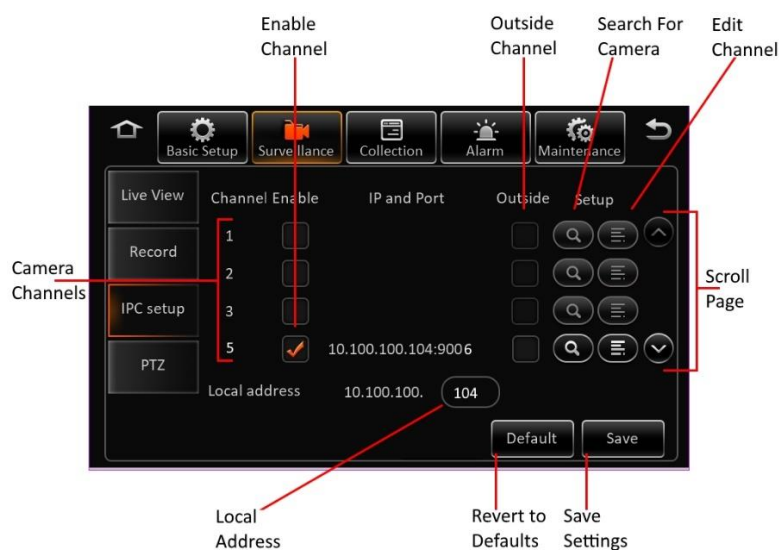 Enable
Channel
Outside
Channel
Search For
Camera
Edit
Channel
Basic Setup
Surveillance
Collection
Alarm
Maintenance
Live View
Channel Enable IP and Port Outside Setup
1
Record
2
Camera
Channels
IPC setup
3
Scroll
Page
5 10.100.100.104:9006
PTZ
Local address 10.100.100. 104
Default Save
Local
Address
Revert to
Defaults
Save
Settings